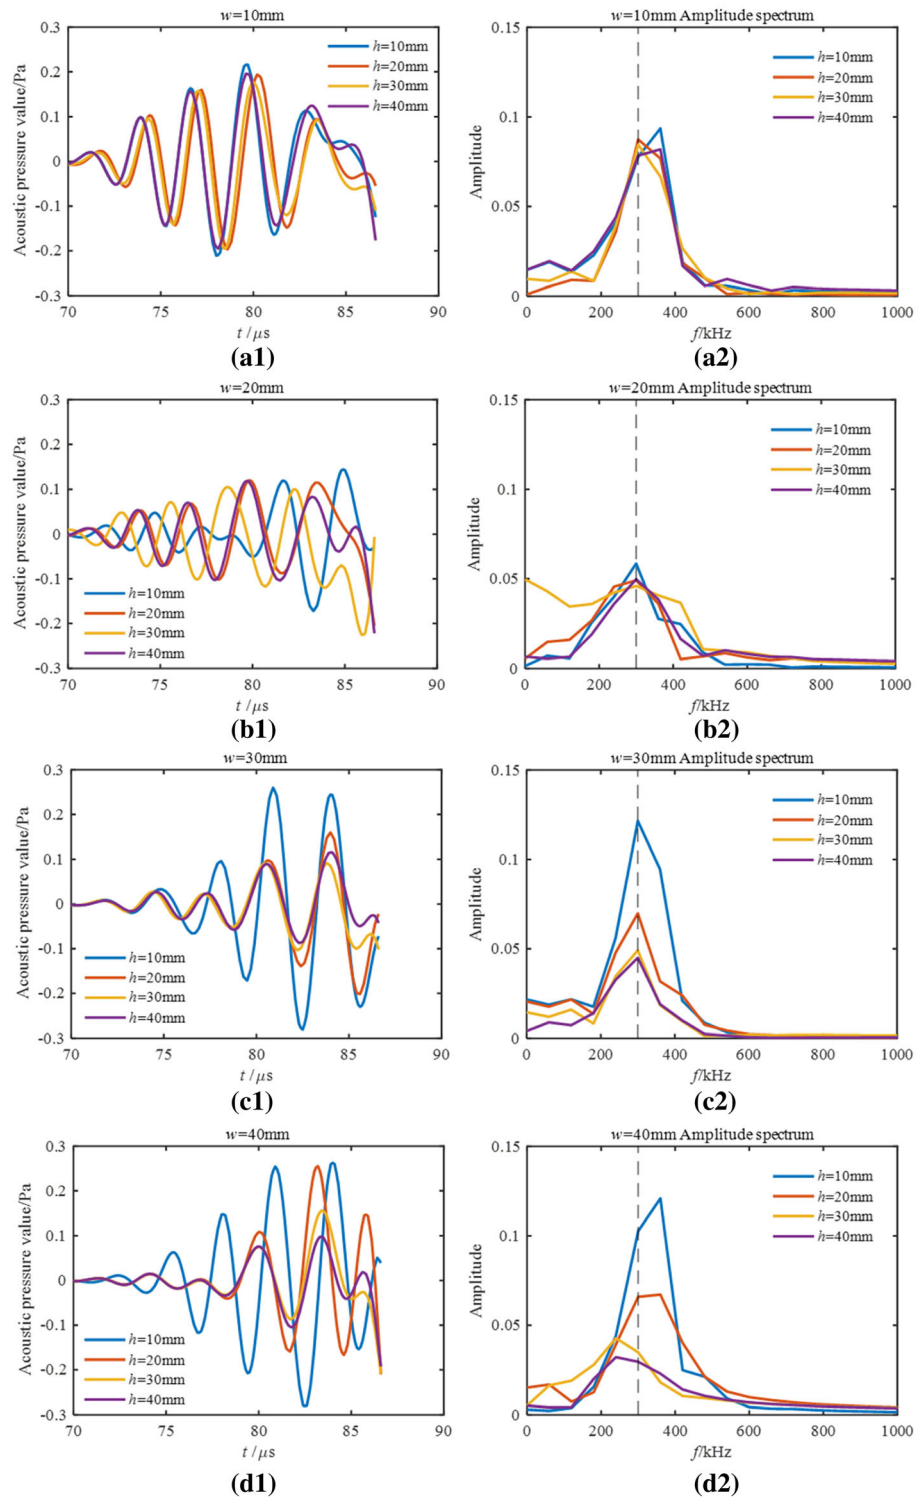 w=10mm
0.3
0.2
0.1
0
-0.1
-0.2
-0.3
Acoustic pressure value/Pa
h=10mm
h=20mm
h=30mm
h=40mm
70 75 80 85 90
t / μs
(a1)
w=10mm Amplitude spectrum
0.15
0.1
0.05
0
Amplitude
h=10mm
h=20mm
h=30mm
h=40mm
0 200 400 600 800 1000
f/kHz
(a2)
w=20mm
0.3
0.2
0.1
0
-0.1
-0.2
-0.3
Acoustic pressure value/Pa
h=10mm
h=20mm
h=30mm
h=40mm
70 75 80 85 90
t / μs
(b1)
w=20mm Amplitude spectrum
0.15
0.1
0.05
0
Amplitude
h=10mm
h=20mm
h=30mm
h=40mm
0 200 400 600 800 1000
f/kHz
(b2)
w=30mm
0.3
0.2
0.1
0
-0.1
-0.2
-0.3
Acoustic pressure value/Pa
h=10mm
h=20mm
h=30mm
h=40mm
70 75 80 85 90
t / μs
(c1)
w=30mm Amplitude spectrum
0.15
0.1
0.05
0
Amplitude
h=10mm
h=20mm
h=30mm
h=40mm
0 200 400 600 800 1000
f/kHz
(c2)
w=40mm
0.3
0.2
0.1
0
-0.1
-0.2
-0.3
Acoustic pressure value/Pa
h=10mm
h=20mm
h=30mm
h=40mm
70 75 80 85 90
t / μs
(d1)
w=40mm Amplitude spectrum
0.15
0.1
0.05
0
Amplitude
h=10mm
h=20mm
h=30mm
h=40mm
0 200 400 600 800 1000
f/kHz
(d2)